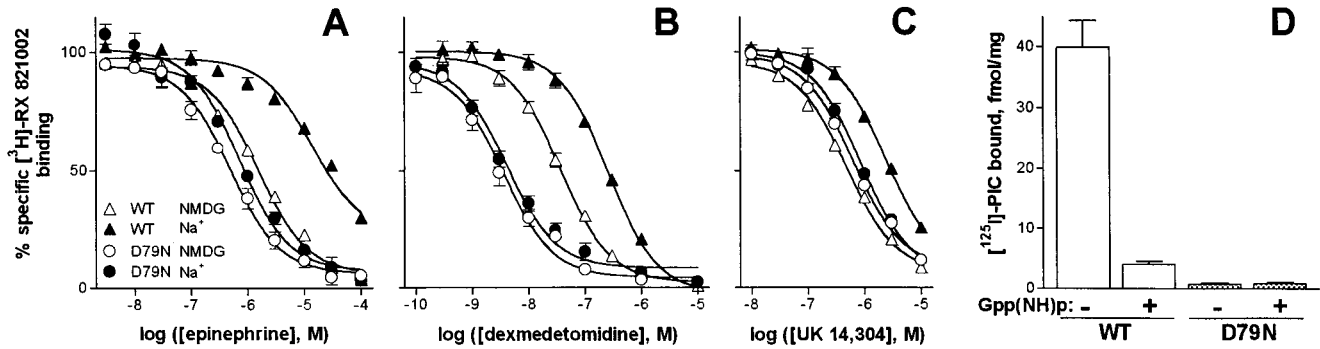 A
B
C
D
% specific [³H]-RX 821002
binding
100
50
0
△ WT NMDG
▲ WT Na⁺
○ D79N NMDG
● D79N Na⁺
-8 -7 -6 -5 -4
log ([epinephrine], M)
-10 -9 -8 -7 -6 -5
log ([dexmedetomidine], M)
-8 -7 -6 -5
log ([UK 14,304], M)
[¹²⁵I]-PIC bound, fmol/mg
40
30
20
10
0
Gpp(NH)p: - + - +
WT D79N